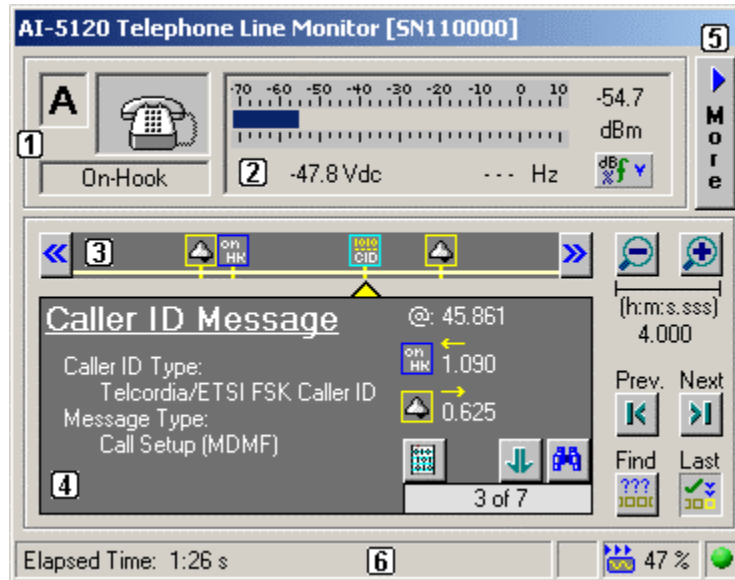 AI-5120 Telephone Line Monitor [SN110000]
5
A
1
On-Hook
-70 -60 -50 -40 -30 -20 -10 0 10
-54.7
dBm
2
-47.8 Vdc
--- Hz
dB
%
f
More
3
on
HK
1010
CID
(h:m:s.sss)
4.000
Caller ID Message
@: 45.861
Caller ID Type:
Telcordia/ETSI FSK Caller ID
Message Type:
Call Setup (MDMF)
on
HK
1.090
0.625
4
3 of 7
Prev. Next
Find Last
???
Elapsed Time: 1:26 s
6
47 %